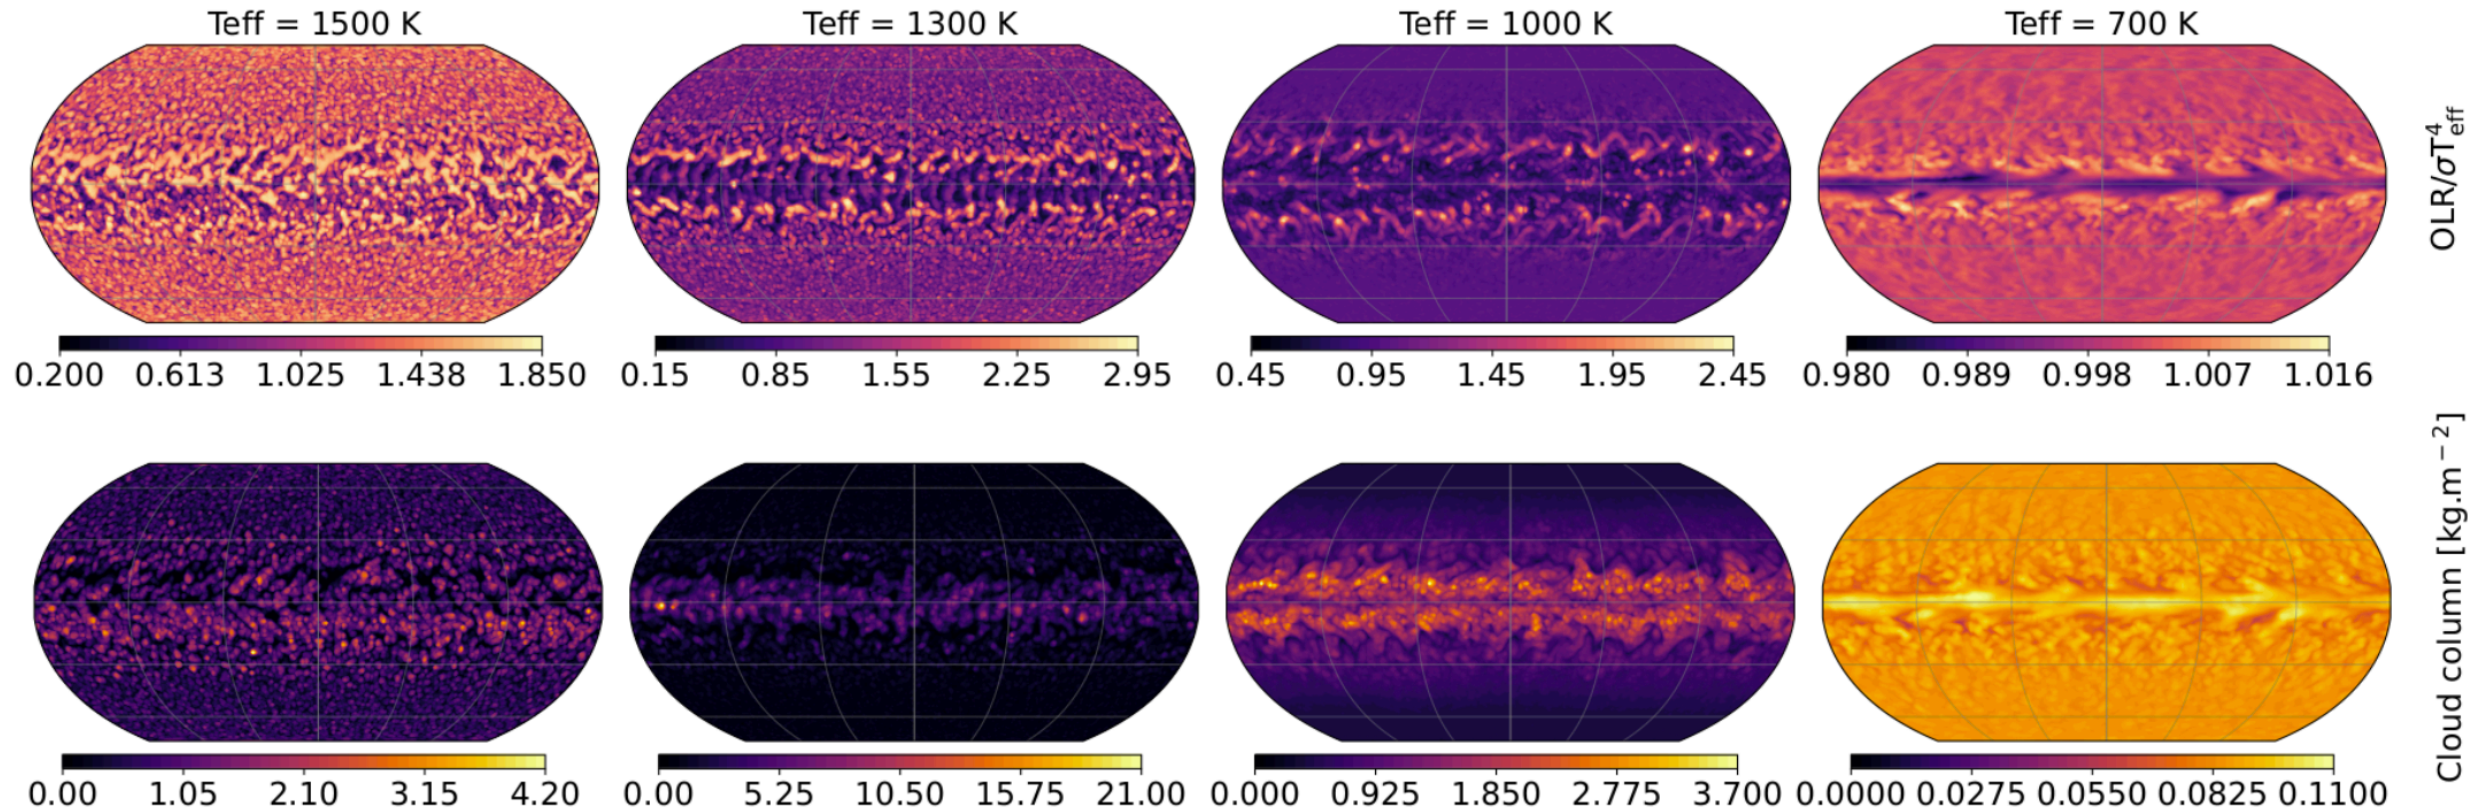 Teff = 1500 K
Teff = 1300 K
Teff = 1000 K
Teff = 700 K
OLR/σT⁴eff
0.200 0.613 1.025 1.438 1.850
0.15 0.85 1.55 2.25 2.95
0.45 0.95 1.45 1.95 2.45
0.980 0.989 0.998 1.007 1.016
Cloud column [kg.m⁻²]
0.00 1.05 2.10 3.15 4.20
0.00 5.25 10.50 15.75 21.00
0.000 0.925 1.850 2.775 3.700
0.0000 0.0275 0.0550 0.0825 0.1100